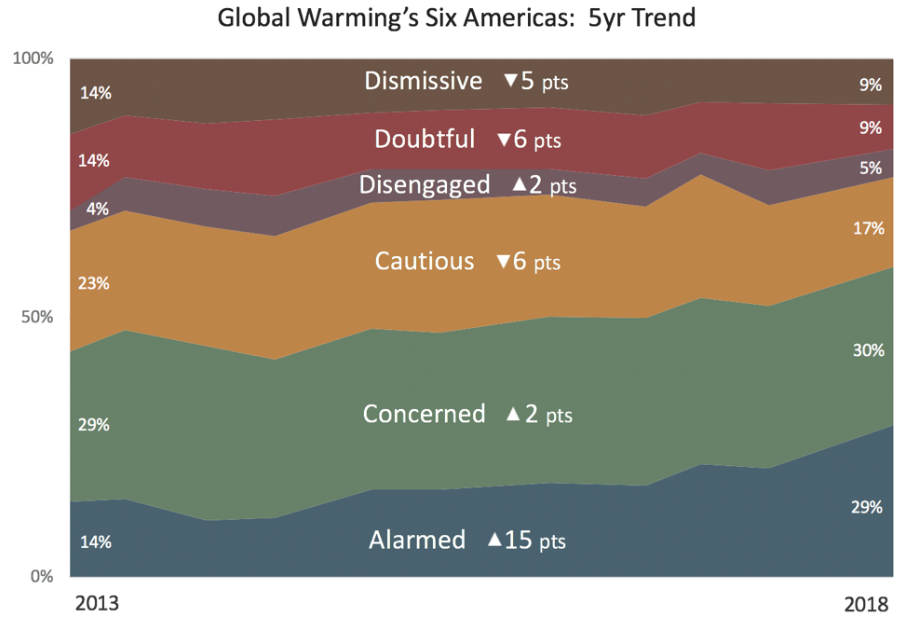 Global Warming’s Six Americas:  5yr Trend
100%
14%
Dismissive ▼5 pts
9%
14%
Doubtful ▼6 pts
9%
4%
Disengaged ▲2 pts
5%
23%
Cautious ▼6 pts
17%
50%
29%
Concerned ▲2 pts
30%
14%
Alarmed ▲15 pts
29%
0%
2013
2018